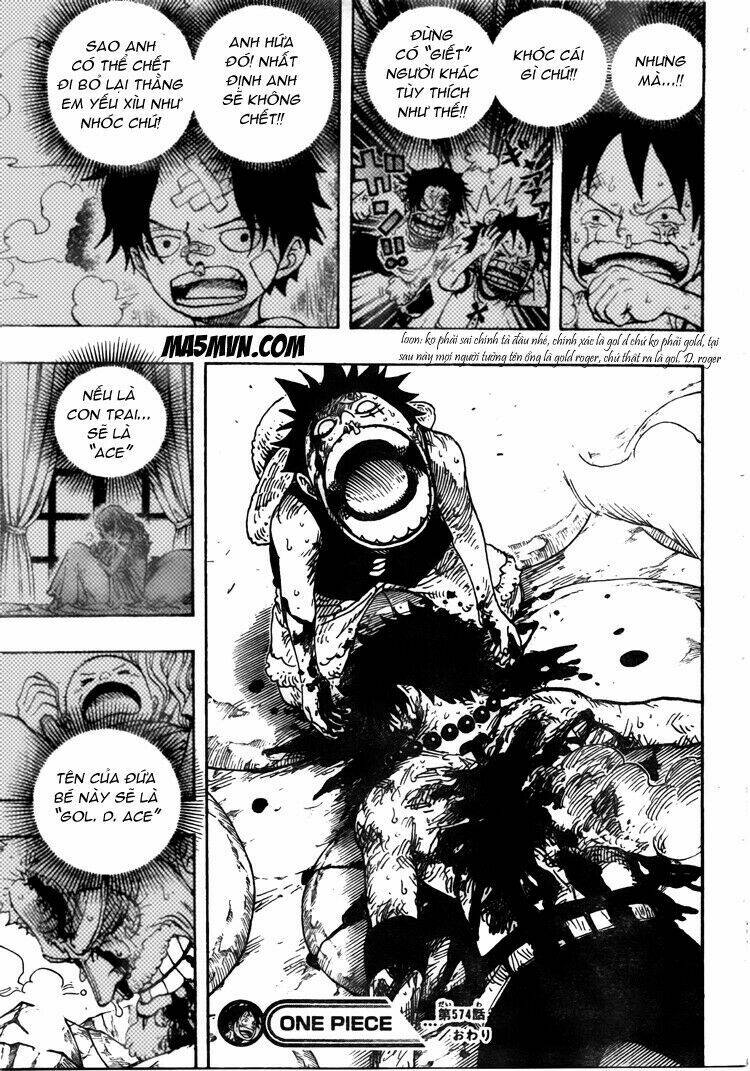 NHƯNG
MÀ...!!
KHÓC CÁI
GÌ CHỨ!!
ĐỪNG
CÓ "GIẾT"
NGƯỜI KHÁC
TÙY THÍCH
NHƯ THẾ!!
ANH HỨA
ĐÓ! NHẤT
ĐỊNH ANH
SẼ KHÔNG
CHẾT!!
SAO ANH
CÓ THỂ CHẾT
ĐI BỎ LẠI THẰNG
EM YẾU XÌU NHƯ
NHÓC CHỨ!
MA5MVN.COM
loon: ko phải sai chính tả đâu nhé, chính xác là gol d chứ ko phải gold, tại
sau này mọi người tưởng tên ổng là gold roger, chứ thật ra là gol. D. roger
NẾU LÀ
CON TRAI...
SẼ LÀ
"ACE"
TÊN CỦA ĐỨA
BÉ NÀY SẼ LÀ
"GOL. D. ACE"
ONE PIECE
第574話
おわり